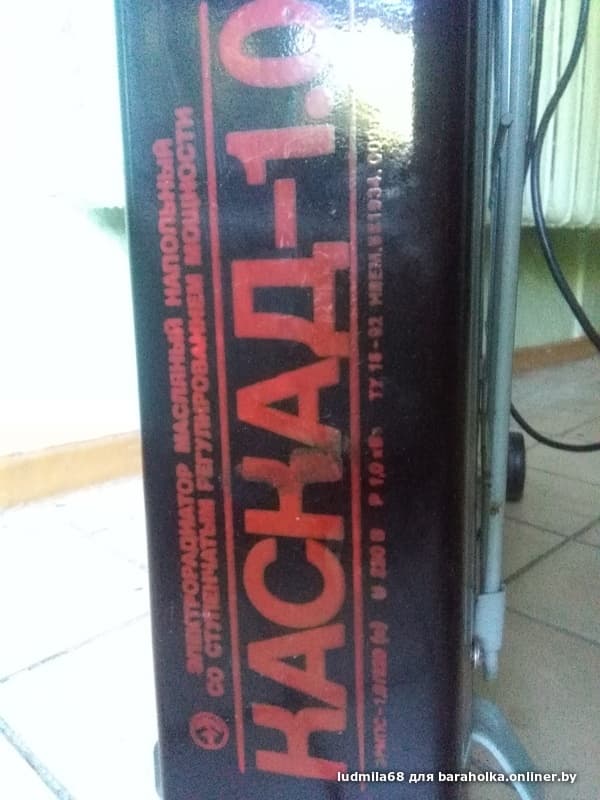 ЭЛЕКТРОРАДИАТОР МАСЛЯНЫЙ НАПОЛЬНЫЙ
СО СТУПЕНЧАТЫМ РЕГУЛИРОВАНИЕМ МОЩНОСТИ
КАСКАД-1.0
U 220 В P 1,0 кВт ТУ 16-92
ludmila68 для baraholka.onliner.by